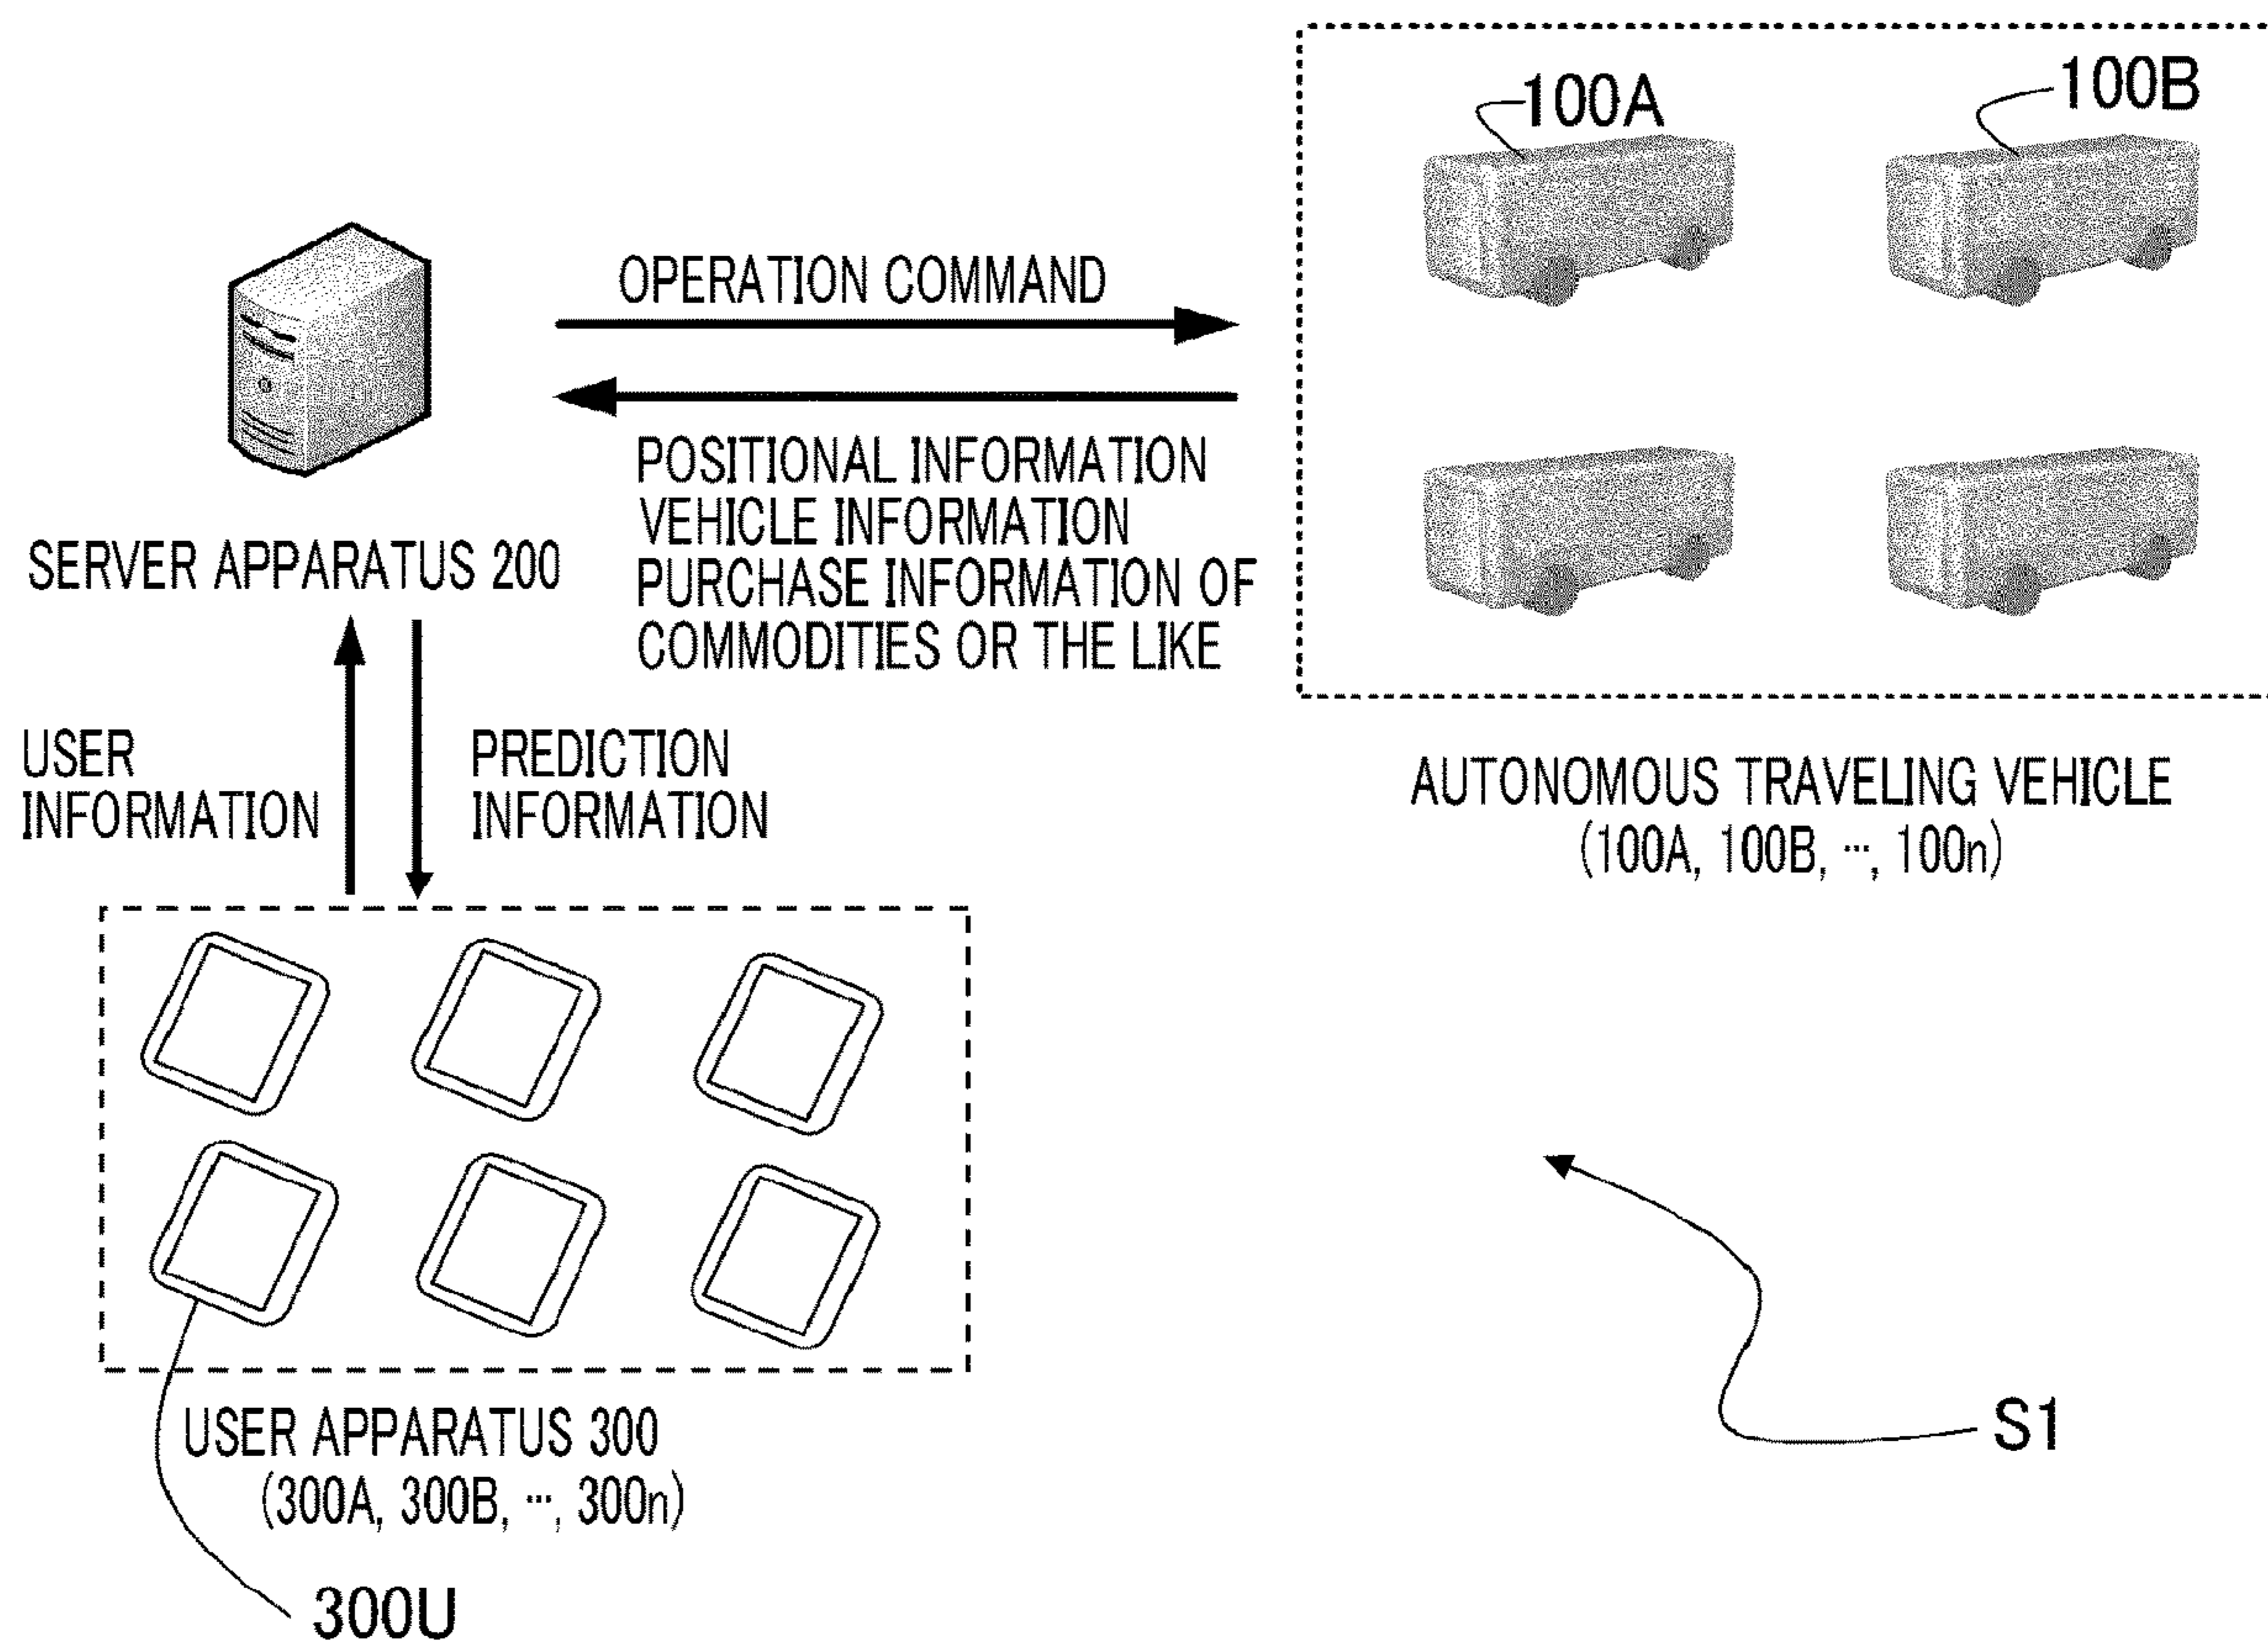 100A
100B
OPERATION COMMAND
POSITIONAL INFORMATION
VEHICLE INFORMATION
PURCHASE INFORMATION OF
COMMODITIES OR THE LIKE
SERVER APPARATUS 200
USER
INFORMATION
PREDICTION
INFORMATION
AUTONOMOUS TRAVELING VEHICLE
(100A, 100B, ···, 100n)
USER APPARATUS 300
(300A, 300B, ···, 300n)
300U
S1